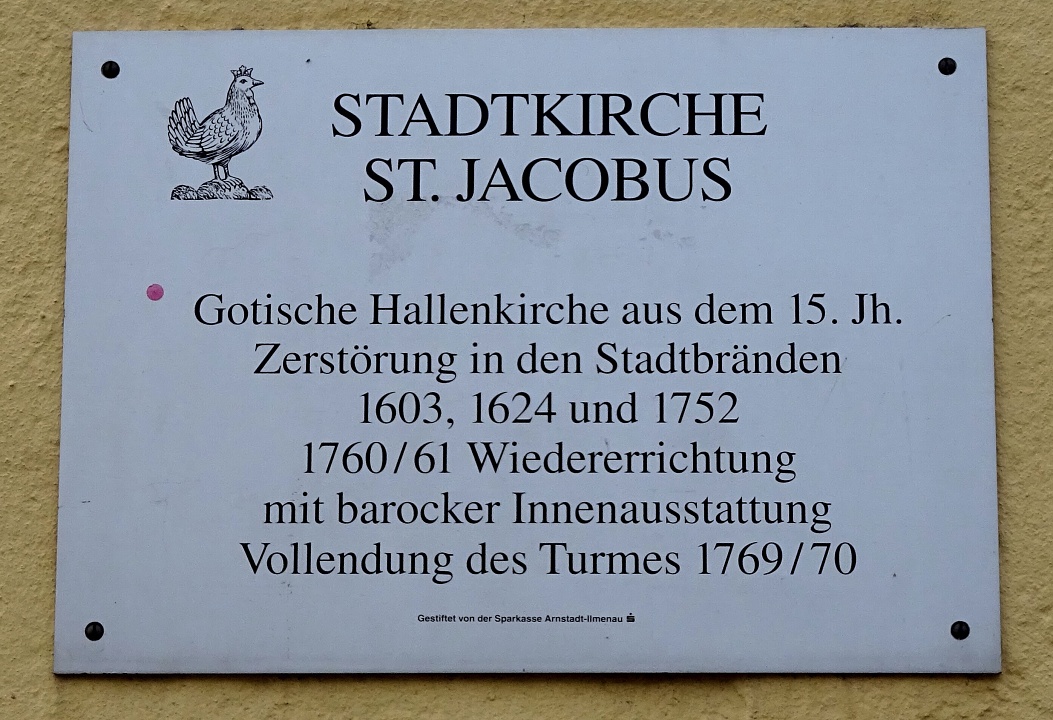 STADTKIRCHE
ST. JACOBUS
Gotische Hallenkirche aus dem 15. Jh.
Zerstörung in den Stadtbränden
1603, 1624 und 1752
1760/61 Wiedererrichtung
mit barocker Innenausstattung
Vollendung des Turmes 1769/70
Gestiftet von der Sparkasse Arnstadt-Ilmenau